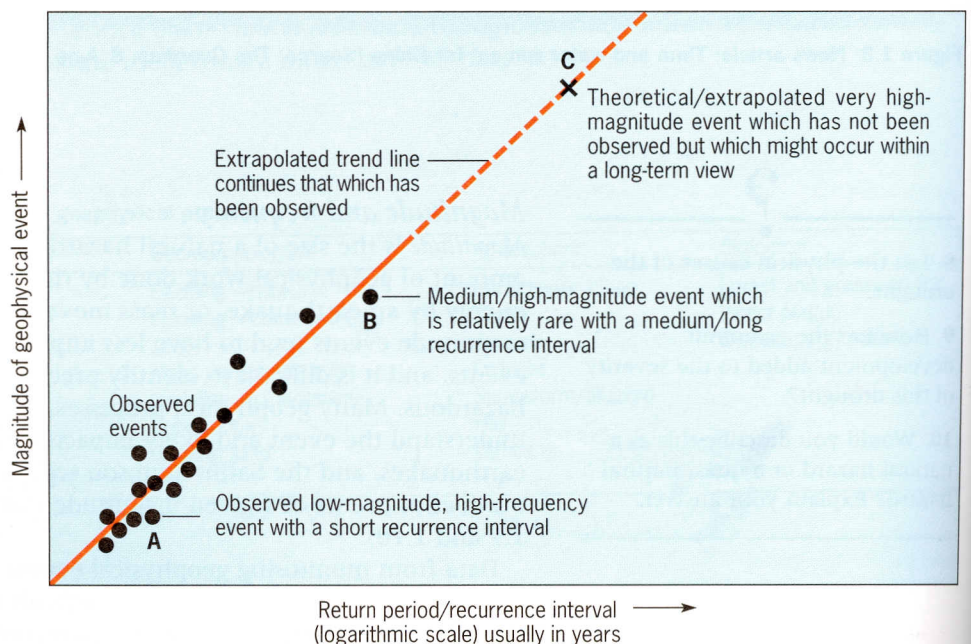 C
Theoretical/extrapolated very high-
magnitude event which has not been
observed but which might occur within
a long-term view
Extrapolated trend line
continues that which has
been observed
Medium/high-magnitude event which
is relatively rare with a medium/long
recurrence interval
B
Observed
events
Observed low-magnitude, high-frequency
event with a short recurrence interval
A
Magnitude of geophysical event
Return period/recurrence interval
(logarithmic scale) usually in years